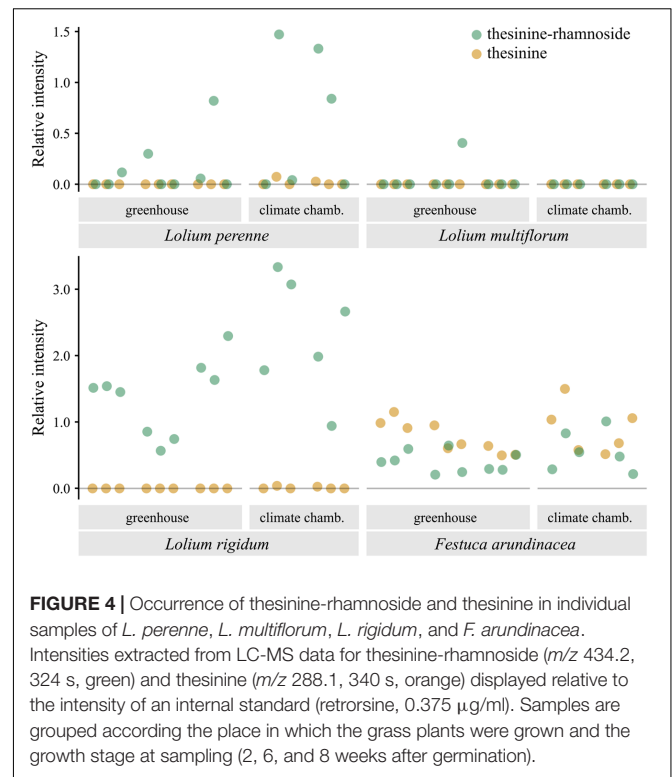 1.5
thesinine-rhamnoside
thesinine
Relative intensity
1.0
0.5
0.0
greenhouse
climate chamb.
greenhouse
climate chamb.
Lolium perenne
Lolium multiflorum
3.0
Relative intensity
2.0
1.0
0.0
greenhouse
climate chamb.
greenhouse
climate chamb.
Lolium rigidum
Festuca arundinacea
FIGURE 4 | Occurrence of thesinine-rhamnoside and thesinine in individual
samples of L. perenne, L. multiflorum, L. rigidum, and F. arundinacea.
Intensities extracted from LC-MS data for thesinine-rhamnoside (m/z 434.2,
324 s, green) and thesinine (m/z 288.1, 340 s, orange) displayed relative to
the intensity of an internal standard (retrorsine, 0.375 μg/ml). Samples are
grouped according the place in which the grass plants were grown and the
growth stage at sampling (2, 6, and 8 weeks after germination).